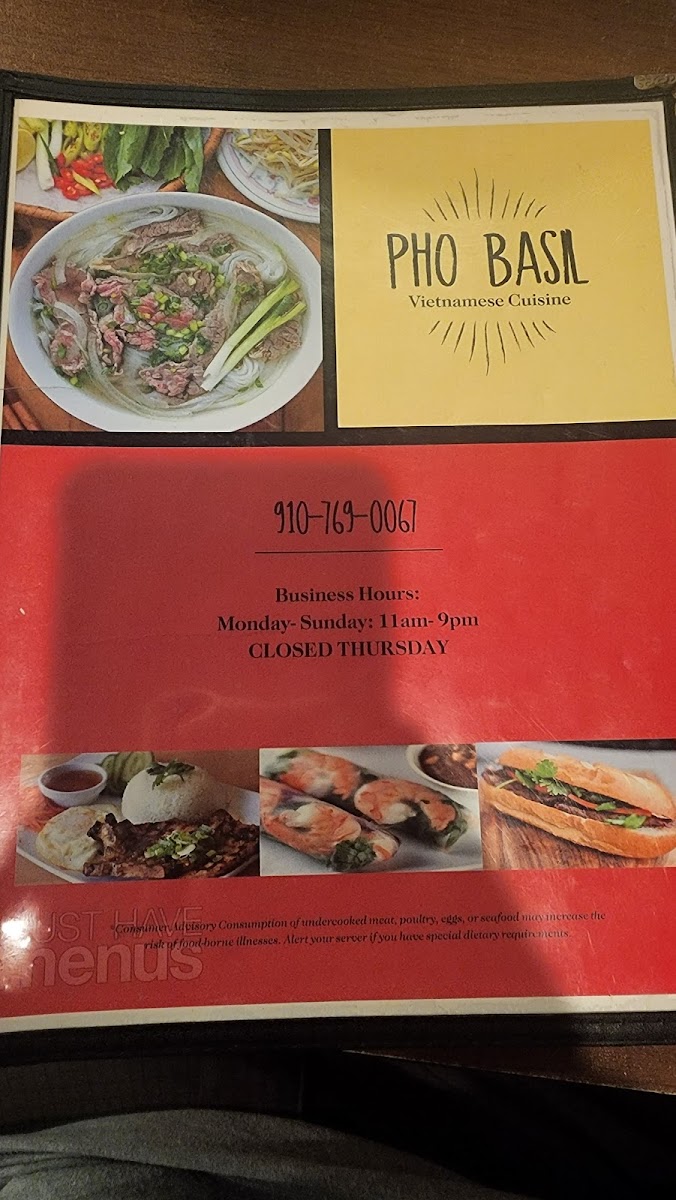 PHO BASIL
Vietnamese Cuisine
910-769-0067
Business Hours:
Monday- Sunday: 11am- 9pm
CLOSED THURSDAY
*Consumer Advisory Consumption of undercooked meat, poultry, eggs, or seafood may increase the
risk of food-borne illnesses. Alert your server if you have special dietary requirements.
UST HAVE
menus